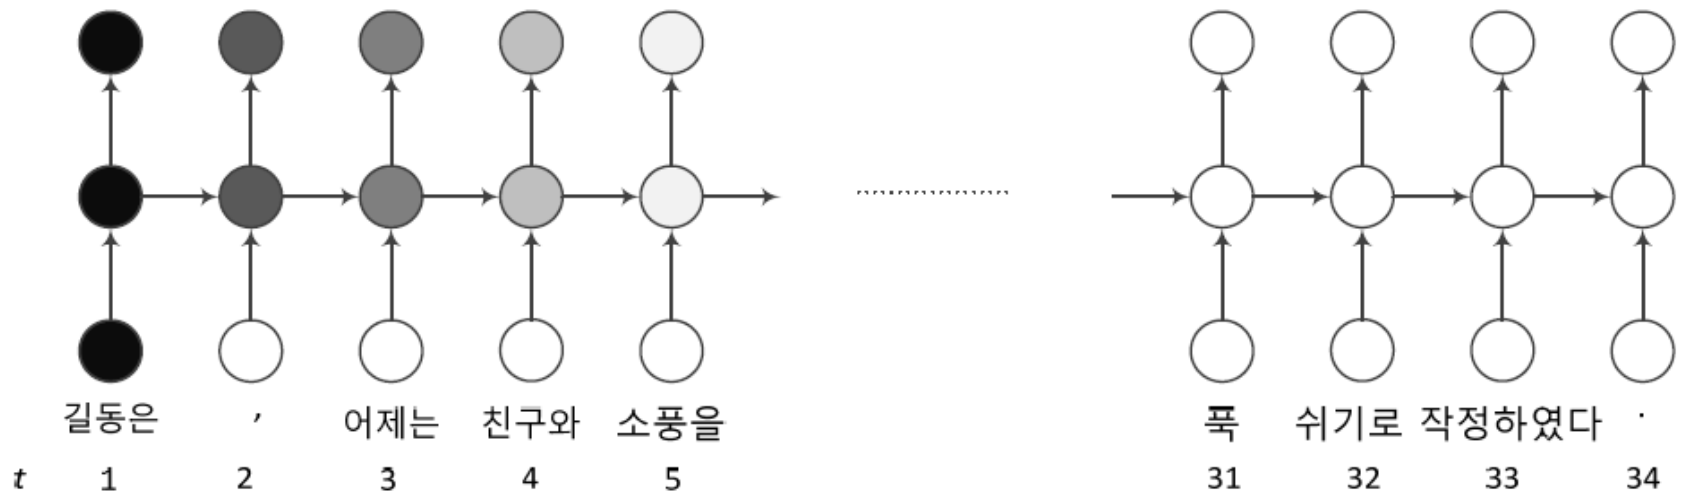 길동은 , 어제는 친구와 소풍을 푹 쉬기로 작정하였다 .
t 1 2 3 4 5 31 32 33 34